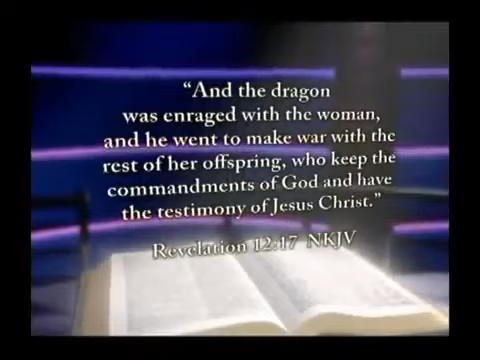 “And the dragon
was enraged with the woman,
and he went to make war with the
rest of her offspring, who keep the
commandments of God and have
the testimony of Jesus Christ.”
Revelation 12:17 NKJV